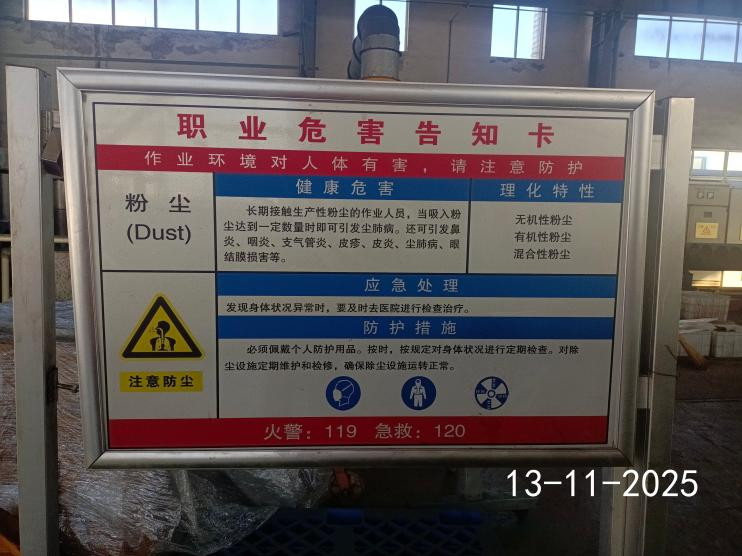 职业危害告知卡
作业环境对人体有害，请注意防护
粉尘
(Dust)
健康危害
长期接触生产性粉尘的作业人员，当吸入粉
尘达到一定数量时即可引发尘肺病。还可引发鼻
炎、咽炎、支气管炎、皮疹、皮炎、尘肺病、眼
结膜损害等。
理化特性
无机性粉尘
有机性粉尘
混合性粉尘
注意防尘
应急处理
发现身体状况异常时，要及时去医院进行检查治疗。
防护措施
必须佩戴个人防护用品。按时，按规定对身体状况进行定期检查。对除
尘设施定期维护和检修，确保除尘设施运转正常。
火警：119 急救：120
13-11-2025